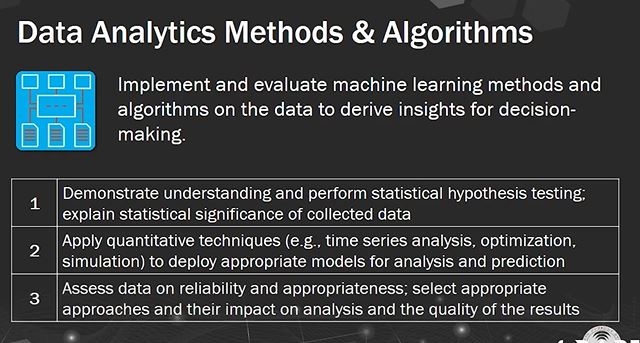 Data Analytics Methods & Algorithms
Implement and evaluate machine learning methods and
algorithms on the data to derive insights for decision-
making.
1
Demonstrate understanding and perform statistical hypothesis testing;
explain statistical significance of collected data
2
Apply quantitative techniques (e.g., time series analysis, optimization,
simulation) to deploy appropriate models for analysis and prediction
3
Assess data on reliability and appropriateness; select appropriate
approaches and their impact on analysis and the quality of the results